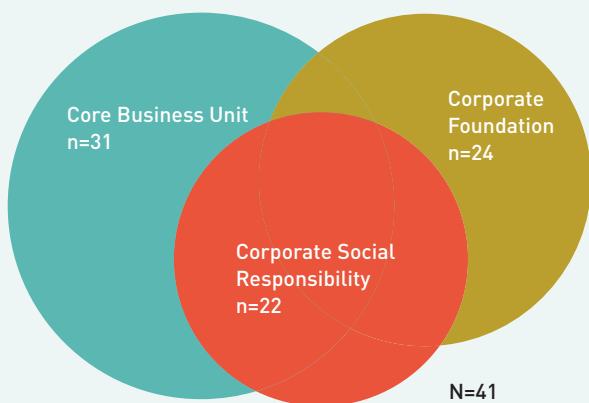 Core Business Unit
n=31
Corporate
Foundation
n=24
Corporate Social
Responsibility
n=22
N=41